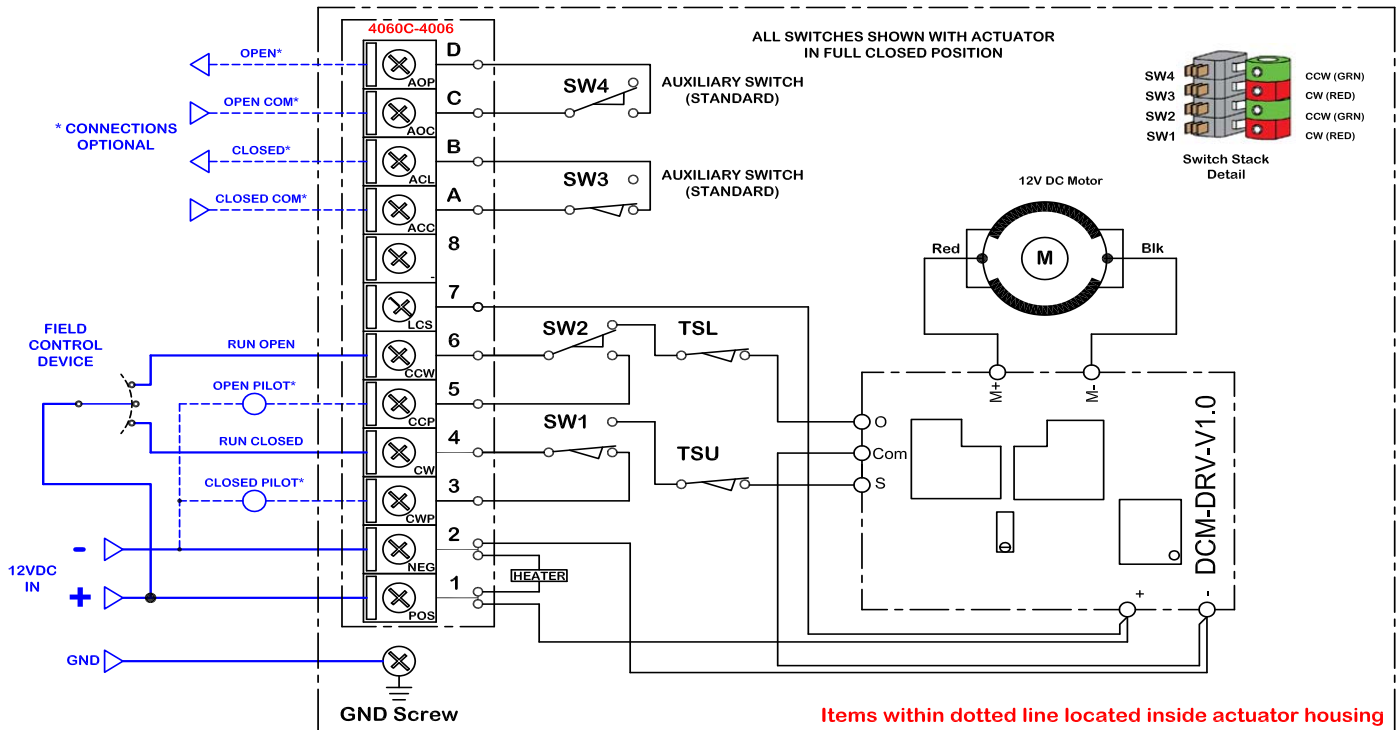 4060C-4006
ALL SWITCHES SHOWN WITH ACTUATOR
IN FULL CLOSED POSITION
OPEN*
D
AOP
SW4
AUXILIARY SWITCH
(STANDARD)
OPEN COM*
C
AOC
* CONNECTIONS
OPTIONAL
CLOSED*
B
ACL
SW3
AUXILIARY SWITCH
(STANDARD)
CLOSED COM*
A
ACC
8
-
7
LCS
SW4
SW3
SW2
SW1
CCW (GRN)
CW (RED)
CCW (GRN)
CW (RED)
Switch Stack
Detail
12V DC Motor
Red
M
Blk
FIELD
CONTROL
DEVICE
RUN OPEN
6
CCW
SW2
TSL
OPEN PILOT*
5
CCP
RUN CLOSED
4
CW
SW1
TSU
CLOSED PILOT*
3
CWP
M+
M-
O
Com
S
DCM-DRV-V1.0
+
-
12VDC
IN
-
2
NEG
HEATER
+
1
POS
GND
GND Screw
Items within dotted line located inside actuator housing